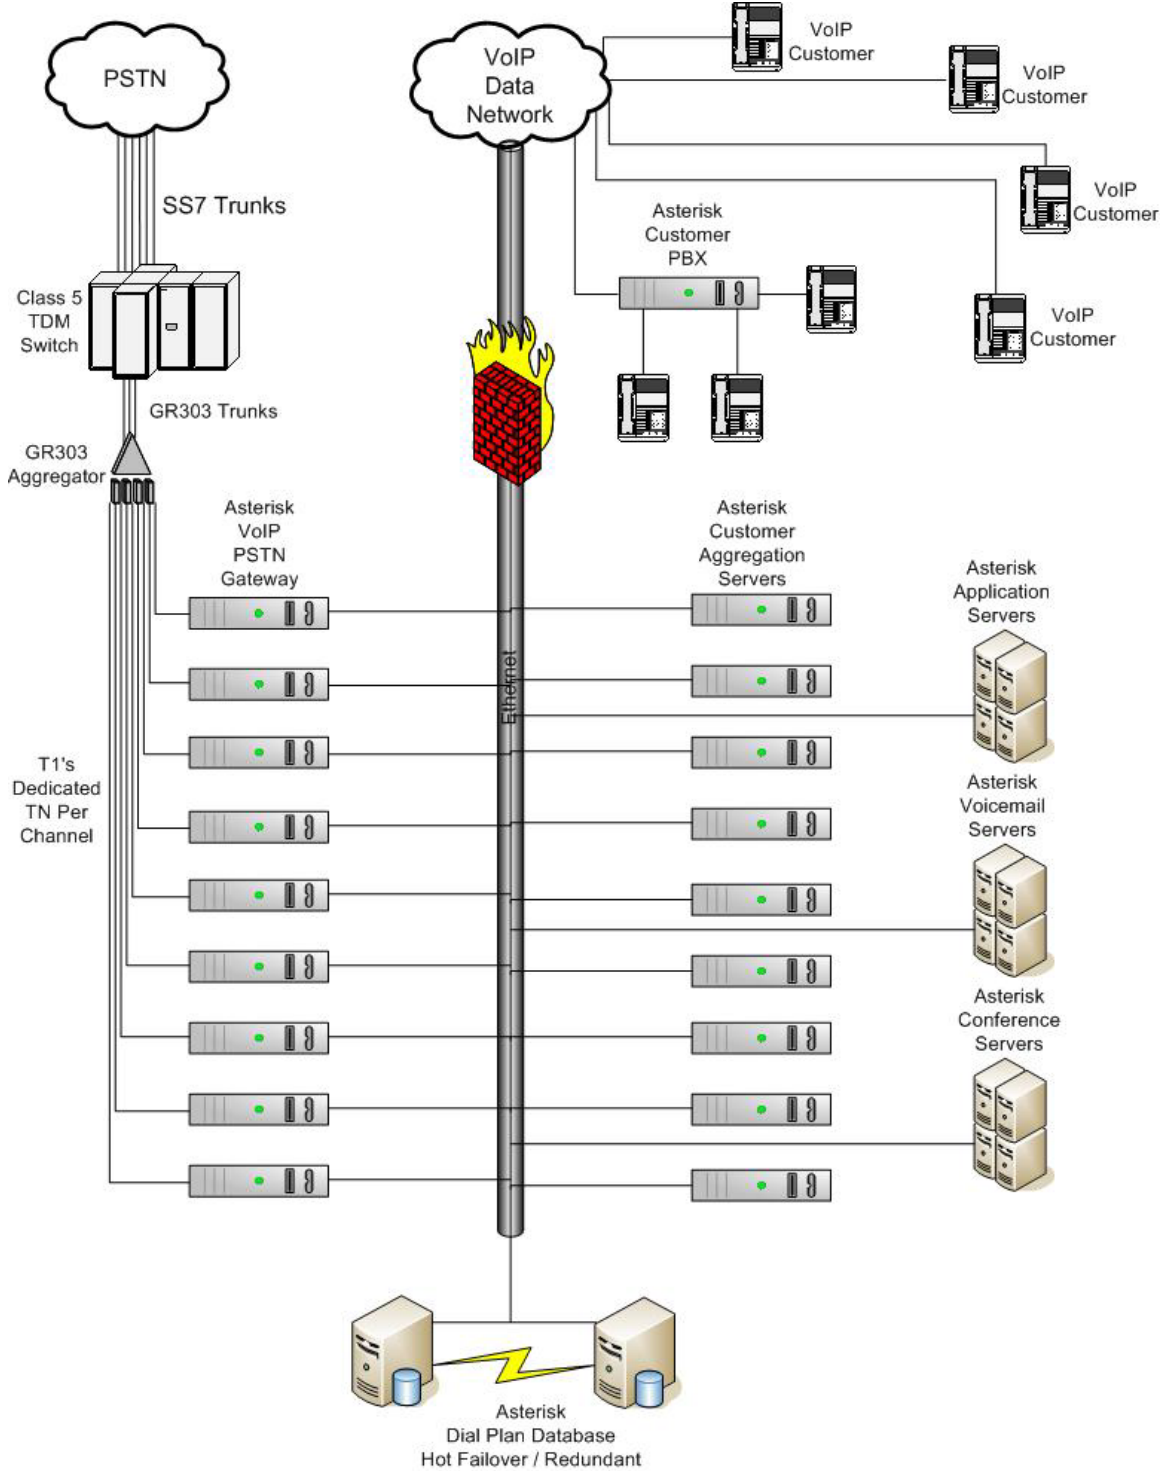 PSTN
VoIP
Data
Network
VoIP
Customer
VoIP
Customer
VoIP
Customer
VoIP
Customer
SS7 Trunks
Asterisk
Customer
PBX
Class 5
TDM
Switch
GR303 Trunks
GR303
Aggregator
Asterisk
VoIP
PSTN
Gateway
Asterisk
Customer
Aggregation
Servers
Asterisk
Application
Servers
Ethernet
T1's
Dedicated
TN Per
Channel
Asterisk
Voicemail
Servers
Asterisk
Conference
Servers
Asterisk
Dial Plan Database
Hot Failover / Redundant